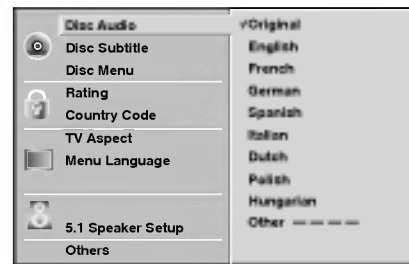 Disc Audio
Disc Subtitle
Disc Menu
Rating
Country Code
TV Aspect
Menu Language
5.1 Speaker Setup
Others
√Original
English
French
German
Spanish
Italian
Dutch
Polish
Hungarian
Other — — — —